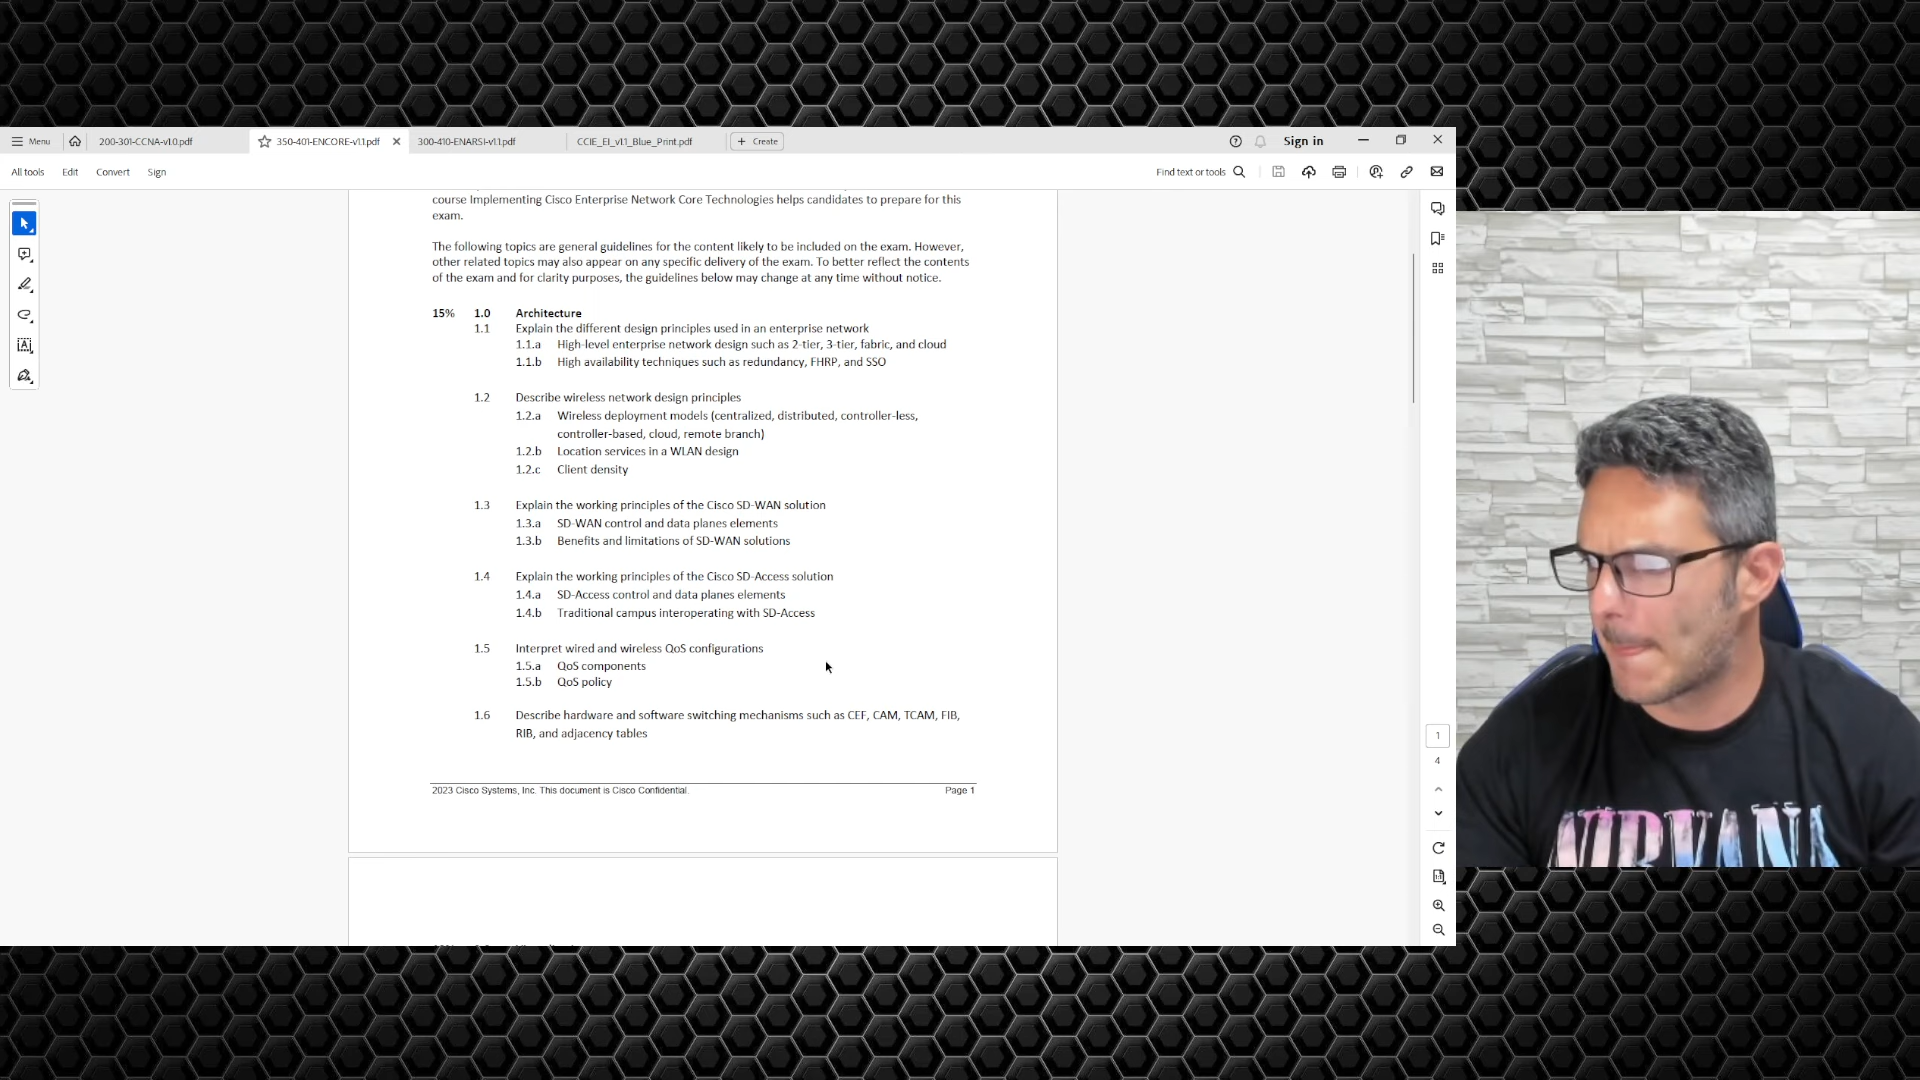 Menu
200-301-CCNA-v1.0.pdf
350-401-ENCORE-v1.1.pdf
300-410-ENARSI-v1.1.pdf
CCIE_EI_v1.1_Blue_Print.pdf
Create
Sign in
All tools
Edit
Convert
Sign
Find text or tools
course Implementing Cisco Enterprise Network Core Technologies helps candidates to prepare for this
exam.
The following topics are general guidelines for the content likely to be included on the exam. However,
other related topics may also appear on any specific delivery of the exam. To better reflect the contents
of the exam and for clarity purposes, the guidelines below may change at any time without notice.
15% 1.0 Architecture
1.1 Explain the different design principles used in an enterprise network
1.1.a High-level enterprise network design such as 2-tier, 3-tier, fabric, and cloud
1.1.b High availability techniques such as redundancy, FHRP, and SSO
1.2 Describe wireless network design principles
1.2.a Wireless deployment models (centralized, distributed, controller-less,
controller-based, cloud, remote branch)
1.2.b Location services in a WLAN design
1.2.c Client density
1.3 Explain the working principles of the Cisco SD-WAN solution
1.3.a SD-WAN control and data planes elements
1.3.b Benefits and limitations of SD-WAN solutions
1.4 Explain the working principles of the Cisco SD-Access solution
1.4.a SD-Access control and data planes elements
1.4.b Traditional campus interoperating with SD-Access
1.5 Interpret wired and wireless QoS configurations
1.5.a QoS components
1.5.b QoS policy
1.6 Describe hardware and software switching mechanisms such as CEF, CAM, TCAM, FIB,
RIB, and adjacency tables
2023 Cisco Systems, Inc. This document is Cisco Confidential.
Page 1
1
4
NIRVANA